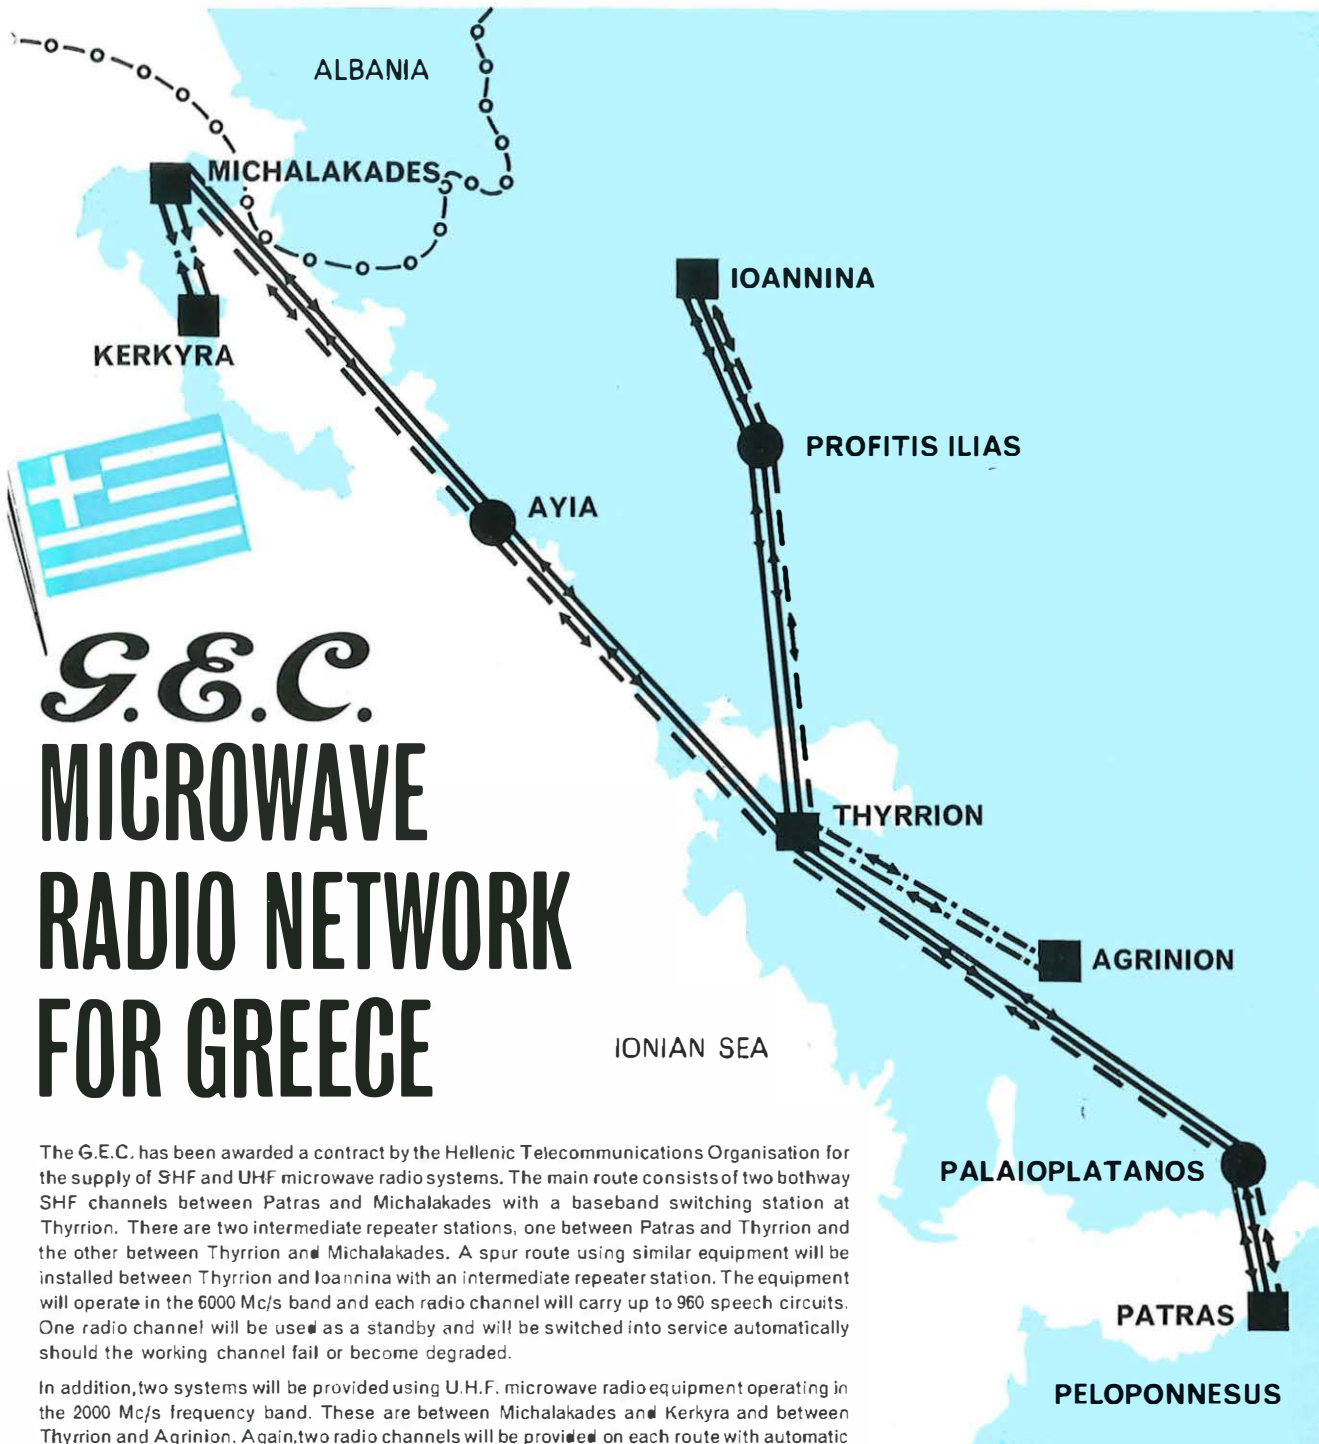 ALBANIA
MICHALAKADES
IOANNINA
KERKYRA
PROFITIS ILIAS
AYIA
G.E.C.
MICROWAVE
RADIO NETWORK
FOR GREECE
THYRRION
AGRINION
IONIAN SEA
PALAIOPLATANOS
PATRAS
PELOPONNESUS
The G.E.C. has been awarded a contract by the Hellenic Telecommunications Organisation for
the supply of SHF and UHF microwave radio systems. The main route consists of two bothway
SHF channels between Patras and Michalakades with a baseband switching station at
Thyrrion. There are two intermediate repeater stations, one between Patras and Thyrrion and
the other between Thyrrion and Michalakades. A spur route using similar equipment will be
installed between Thyrrion and Ioannina with an intermediate repeater station. The equipment
will operate in the 6000 Mc/s band and each radio channel will carry up to 960 speech circuits.
One radio channel will be used as a standby and will be switched into service automatically
should the working channel fail or become degraded.
In addition, two systems will be provided using U.H.F. microwave radio equipment operating in
the 2000 Mc/s frequency band. These are between Michalakades and Kerkyra and between
Thyrrion and Agrinion. Again, two radio channels will be provided on each route with automatic